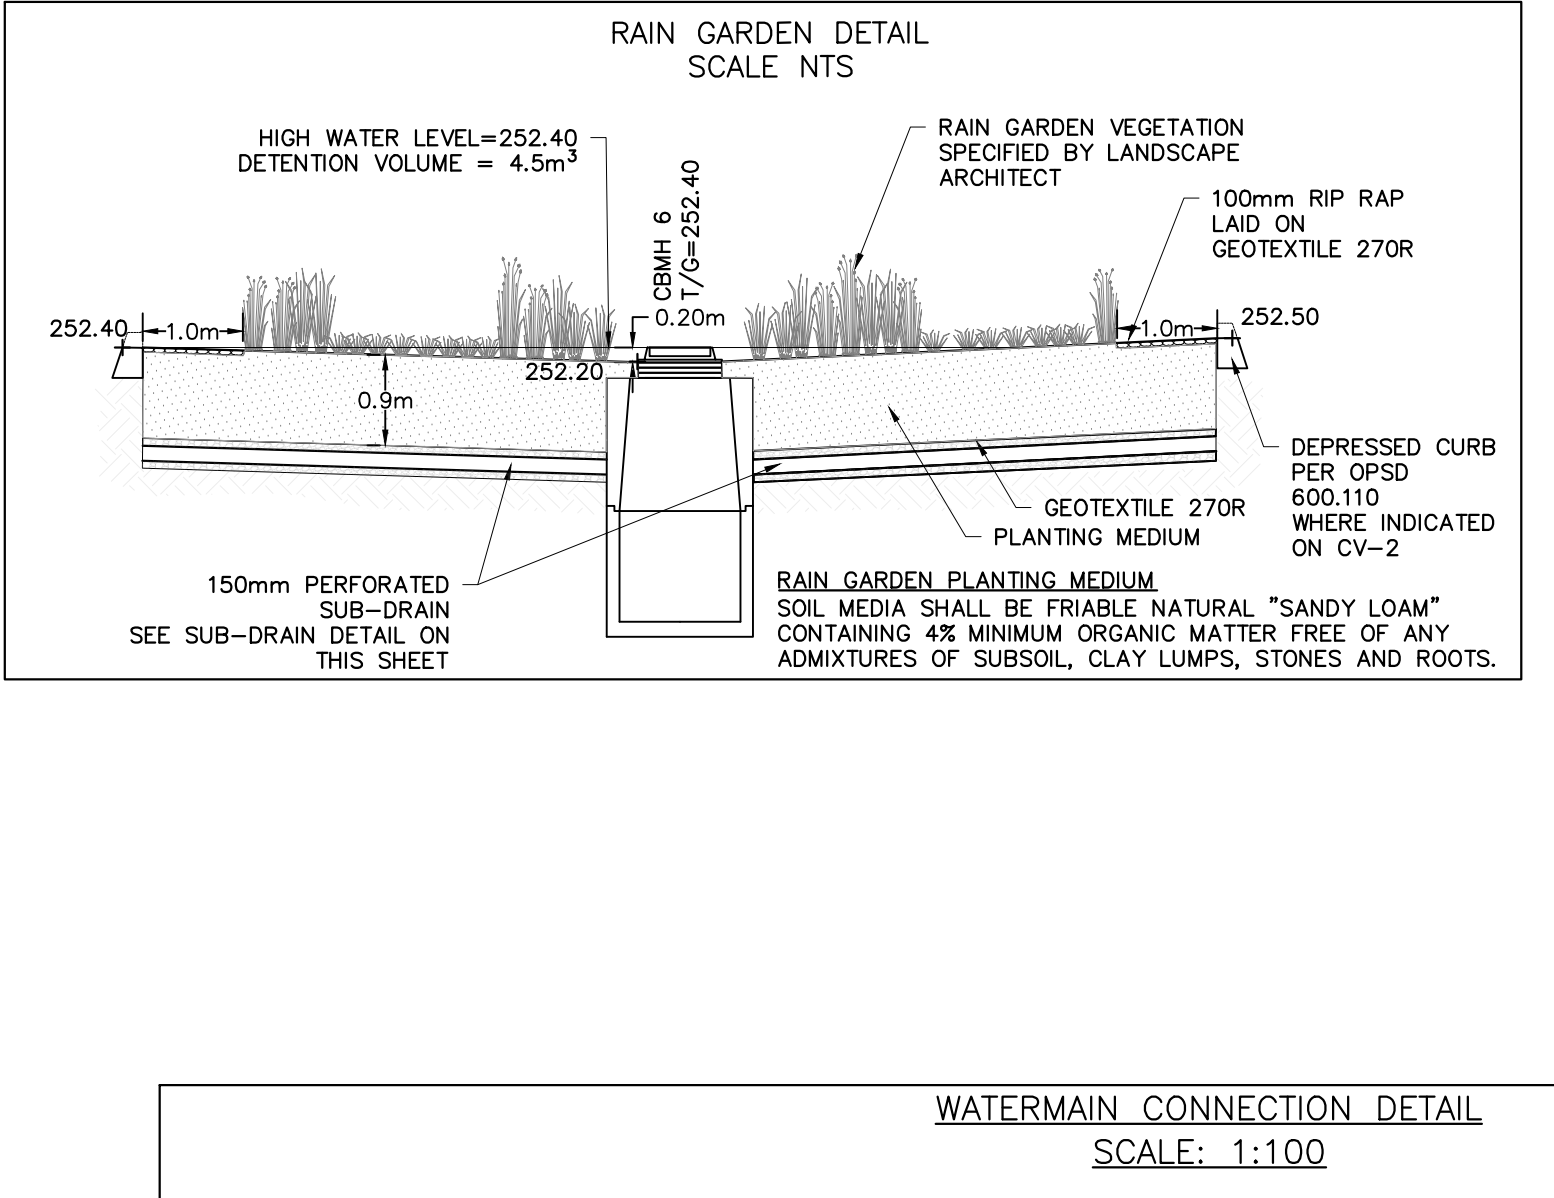 RAIN GARDEN DETAIL
SCALE NTS
HIGH WATER LEVEL=252.40
DETENTION VOLUME = 4.5m³
CBMH 6
T/G=252.40
RAIN GARDEN VEGETATION
SPECIFIED BY LANDSCAPE
ARCHITECT
100mm RIP RAP
LAID ON
GEOTEXTILE 270R
252.40
1.0m
0.20m
1.0m
252.50
252.20
0.9m
DEPRESSED CURB
PER OPSD
600.110
WHERE INDICATED
ON CV-2
GEOTEXTILE 270R
PLANTING MEDIUM
150mm PERFORATED
SUB-DRAIN
SEE SUB-DRAIN DETAIL ON
THIS SHEET
RAIN GARDEN PLANTING MEDIUM
SOIL MEDIA SHALL BE FRIABLE NATURAL "SANDY LOAM"
CONTAINING 4% MINIMUM ORGANIC MATTER FREE OF ANY
ADMIXTURES OF SUBSOIL, CLAY LUMPS, STONES AND ROOTS.
WATERMAIN CONNECTION DETAIL
SCALE: 1:100